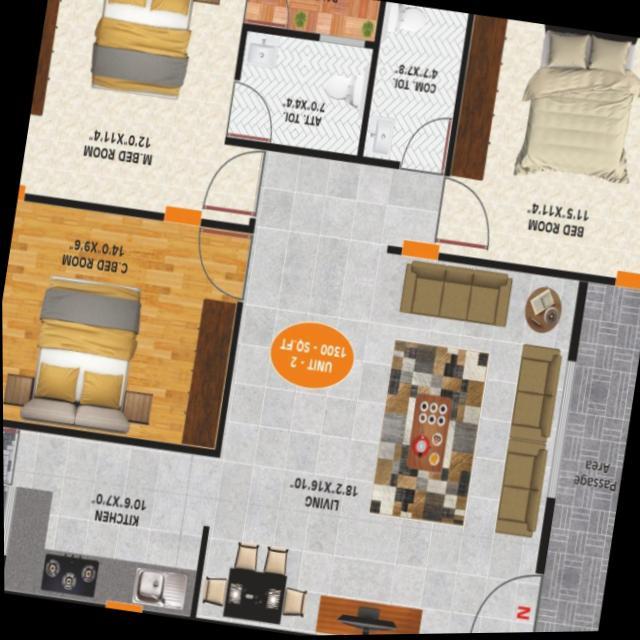 LIVING
18'2"X16'10"
KITCHEN
10'6"X7'0"
UNIT - 2
1300 - SQ.FT
Passage
Area
C.BED ROOM
14'0"X9'6"
BED ROOM
11'5"X11'4"
M.BED ROOM
12'0"X11'4"
ATT. TOI.
7'0"X4'4"
COM. TOI.
4'7"X7'8"
N